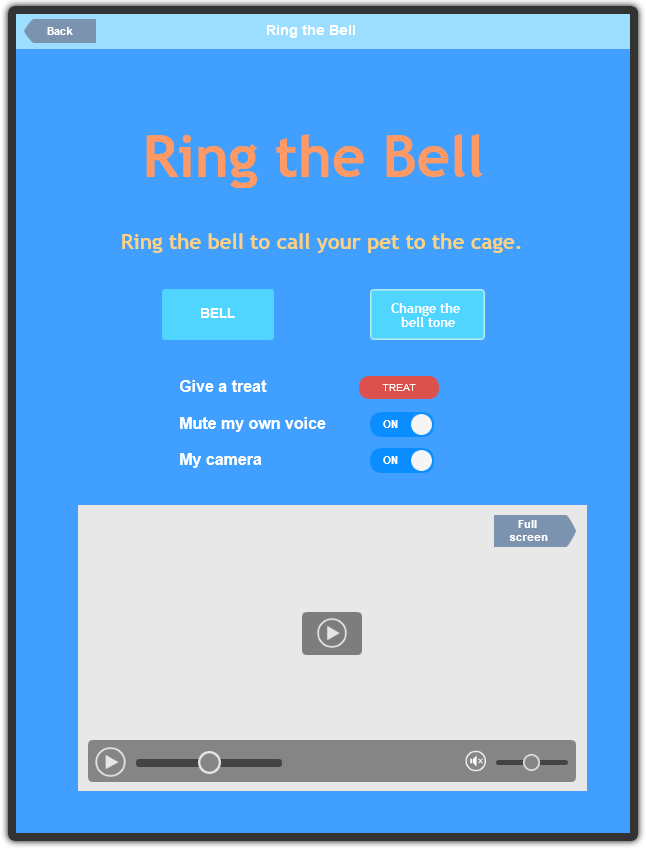 Back
Ring the Bell
Ring the Bell
Ring the bell to call your pet to the cage.
BELL
Change the
bell tone
Give a treat
TREAT
Mute my own voice
ON
My camera
ON
Full
screen